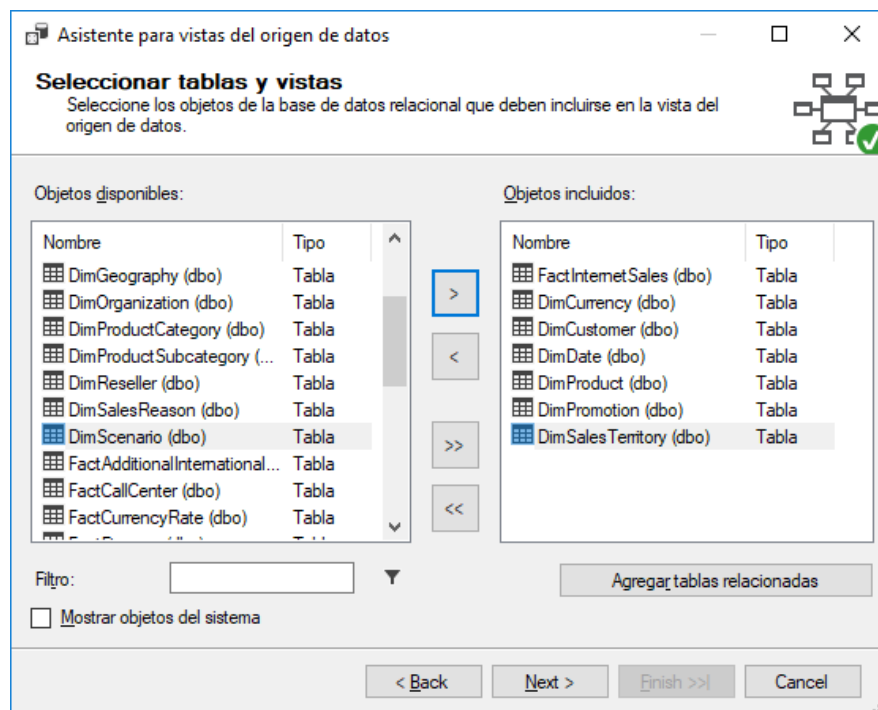 Asistente para vistas del origen de datos
Seleccionar tablas y vistas
Seleccione los objetos de la base de datos relacional que deben incluirse en la vista del
origen de datos.
Objetos disponibles:
Nombre Tipo
DimGeography (dbo) Tabla
DimOrganization (dbo) Tabla
DimProductCategory (dbo) Tabla
DimProductSubcategory (... Tabla
DimReseller (dbo) Tabla
DimSalesReason (dbo) Tabla
DimScenario (dbo) Tabla
FactAdditionalInternational... Tabla
FactCallCenter (dbo) Tabla
FactCurrencyRate (dbo) Tabla
>
<
>>
<<
Objetos incluidos:
Nombre Tipo
FactInternetSales (dbo) Tabla
DimCurrency (dbo) Tabla
DimCustomer (dbo) Tabla
DimDate (dbo) Tabla
DimProduct (dbo) Tabla
DimPromotion (dbo) Tabla
DimSalesTerritory (dbo) Tabla
Filtro:
Agregar tablas relacionadas
Mostrar objetos del sistema
< Back Next > Finish >>| Cancel